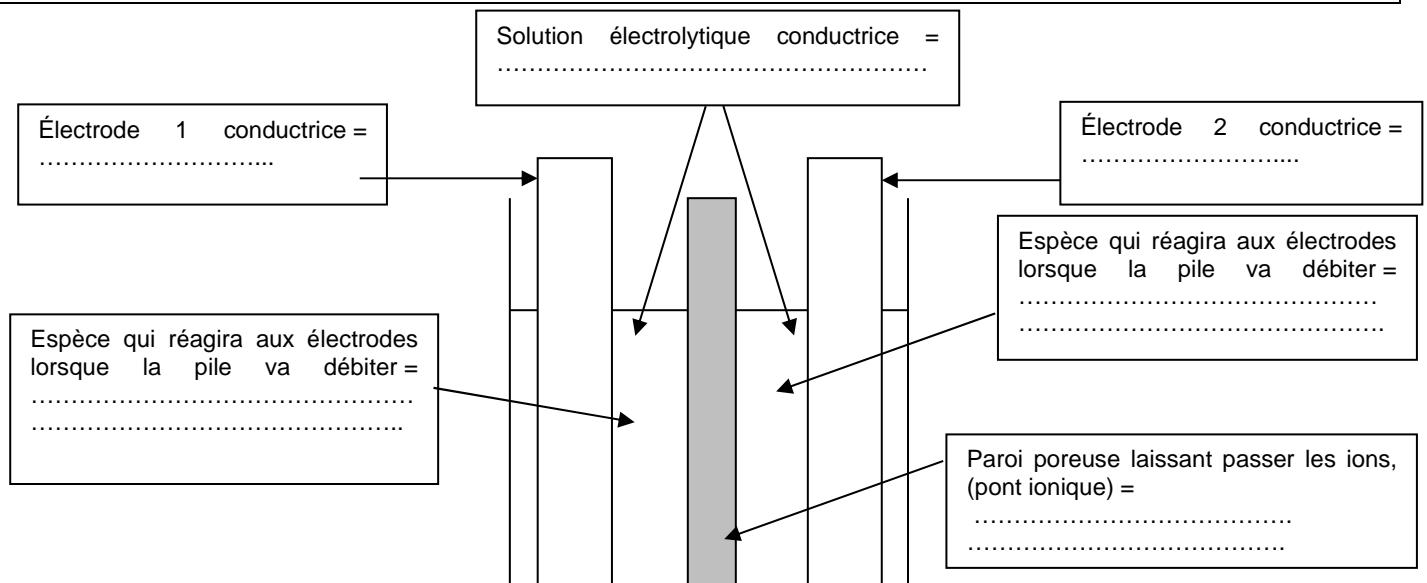 Solution électrolytique conductrice =
………………………………………………
Électrode 1 conductrice =
………………………...
Électrode 2 conductrice =
……………………....
Espèce qui réagira aux électrodes
lorsque la pile va débiter =
………………………………………
……………………………………….
Espèce qui réagira aux électrodes
lorsque la pile va débiter =
…………………………………………
………………………………………..
Paroi poreuse laissant passer les ions,
(pont ionique) =
………………………………….
………………………………….